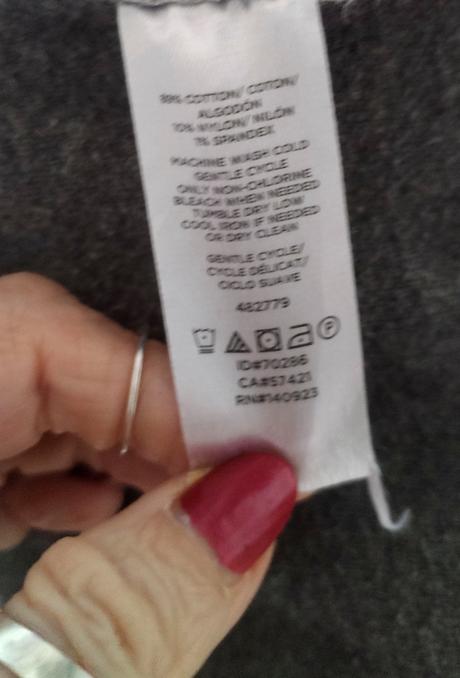 89% COTTON/ COTON/
ALGODÓN
10% NYLON/ NILÓN
1% SPANDEX
MACHINE WASH COLD
GENTLE CYCLE
ONLY NON-CHLORINE
BLEACH WHEN NEEDED
TUMBLE DRY LOW
COOL IRON IF NEEDED
OR DRY CLEAN
GENTLE CYCLE/
CYCLE DÉLICAT/
CICLO SUAVE
482779
P
ID#70286
CA#57421
RN#140923